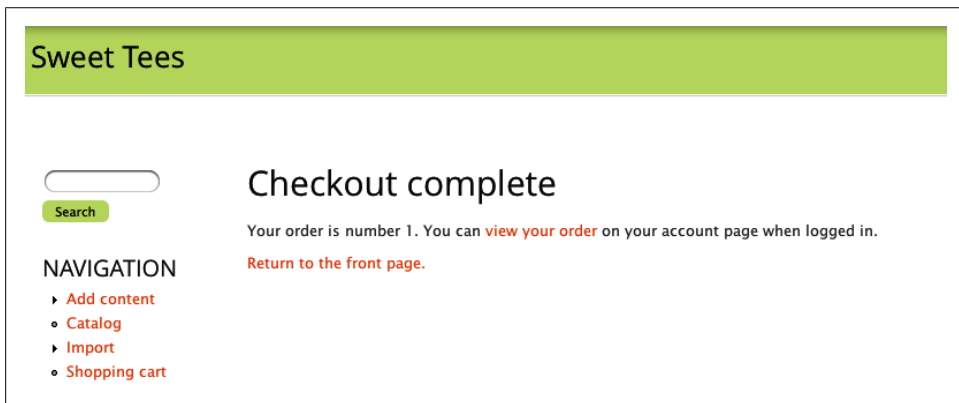 Sweet Tees
Search
NAVIGATION
Add content
Catalog
Import
Shopping cart
Checkout complete
Your order is number 1. You can view your order on your account page when logged in.
Return to the front page.